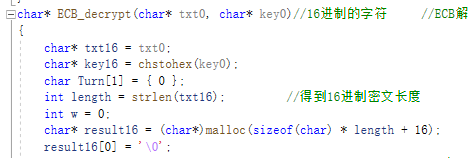 char* ECB_decrypt(char* txt0, char* key0)//16进制的字符 //ECB解
{
char* txt16 = txt0;
char* key16 = chstohex(key0);
char Turn[1] = { 0 };
int length = strlen(txt16); //得到16进制密文长度
int w = 0;
char* result16 = (char*)malloc(sizeof(char) * length + 16);
result16[0] = '\0';